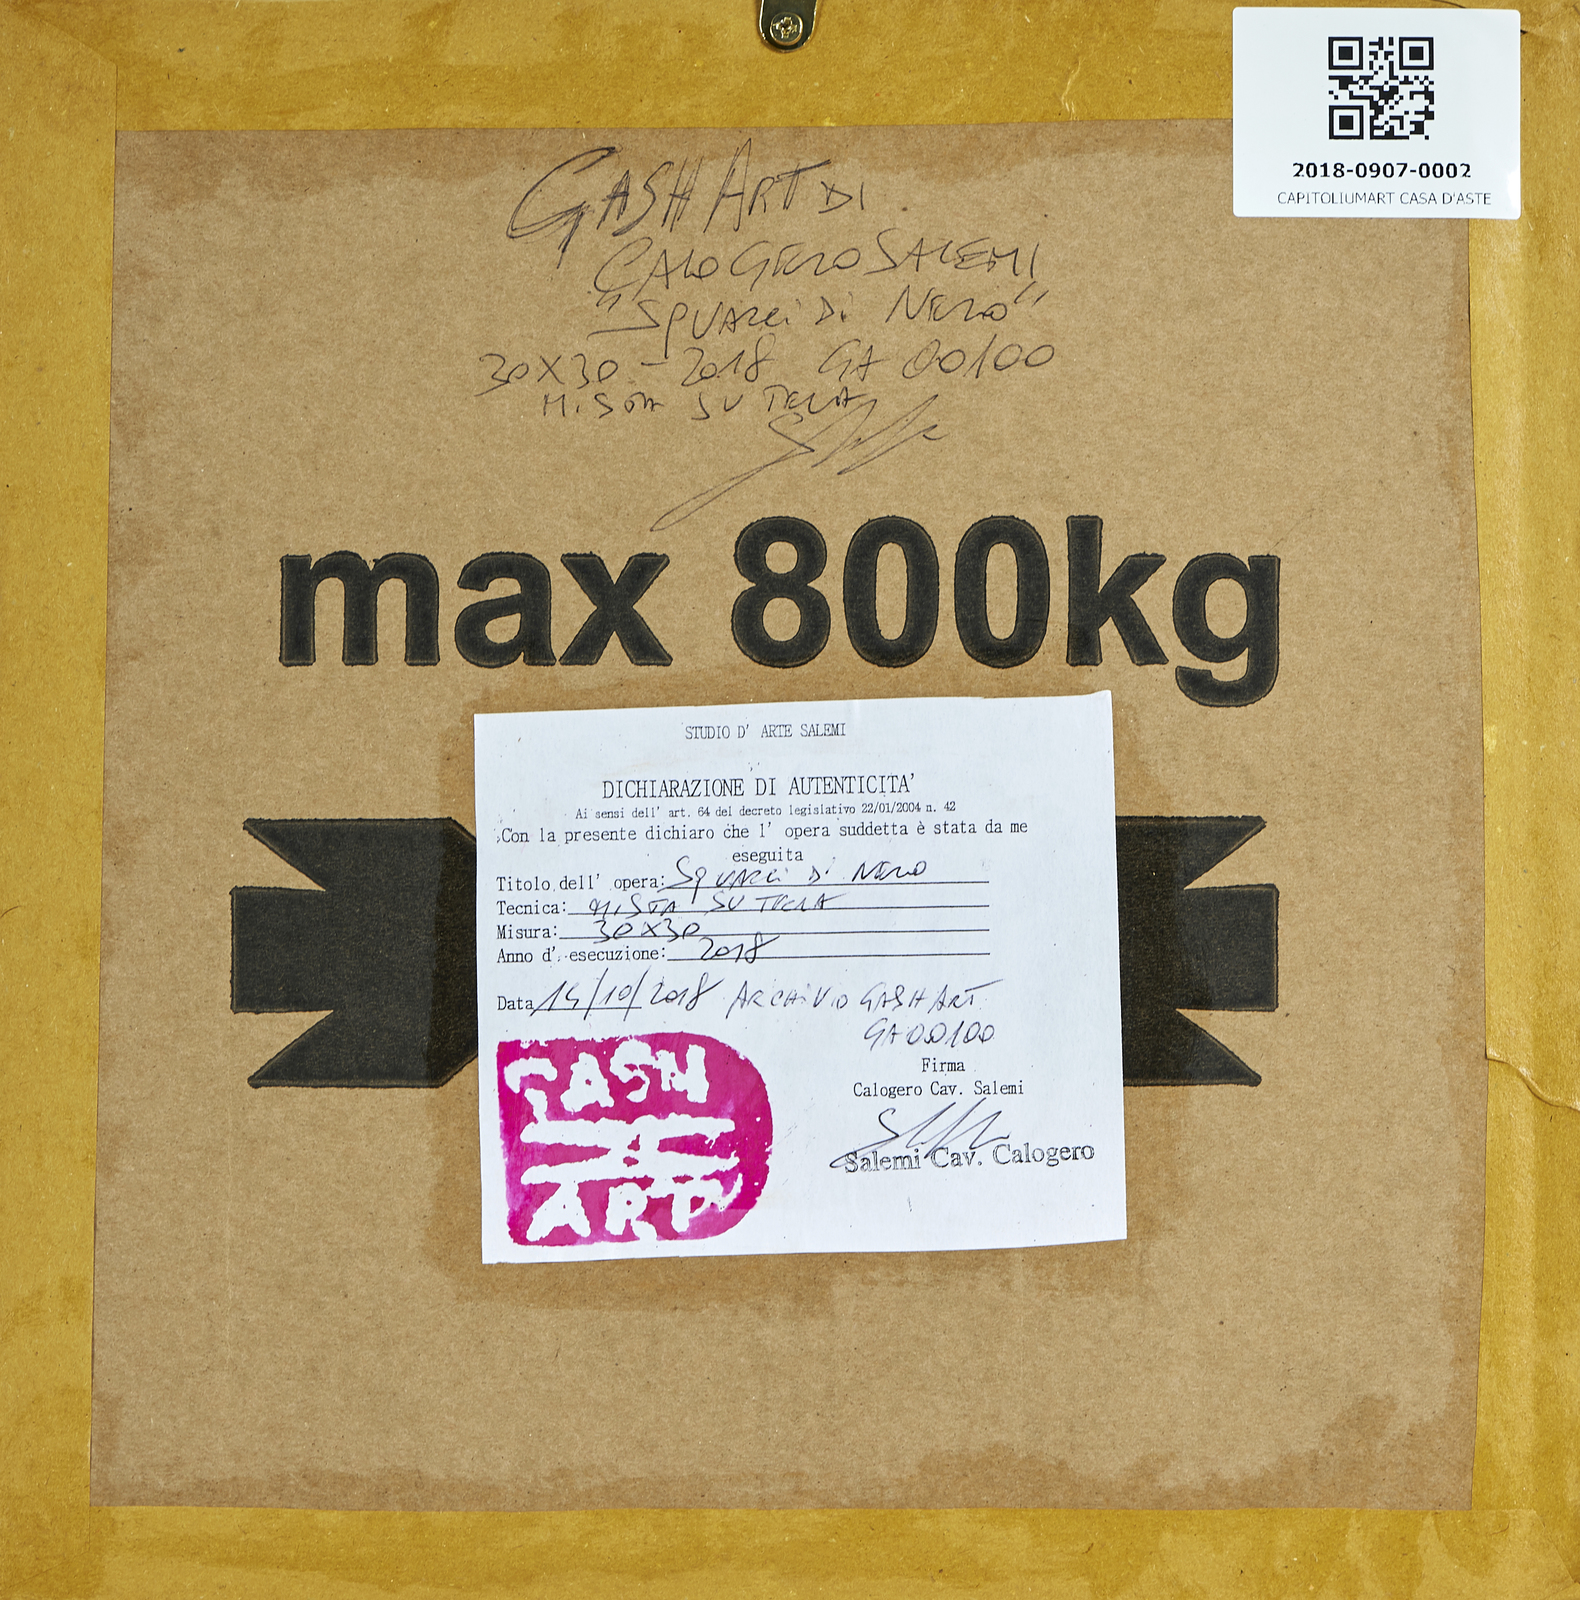 2018-0907-0002
CAPITOLIUMART CASA D'ASTE
GASH ART DI
CALOGERO SALEMI
"SQUARCI DI NERO"
30X30 - 2018 GA 00100
MISTA SU TELA
max 800kg
STUDIO D' ARTE SALEMI
DICHIARAZIONE DI AUTENTICITA'
Ai sensi dell' art. 64 del decreto legislativo 22/01/2004 n. 42
Con la presente dichiaro che l' opera suddetta è stata da me
eseguita
Titolo dell' opera: SQUARCI DI NERO
Tecnica: MISTA SU TELA
Misura: 30X30
Anno d' esecuzione: 2018
Data 14/10/2018 ARCHIVIO GASH ART
GA 00100
Firma
Calogero Cav. Salemi
Salemi Cav. Calogero
GASH
ART